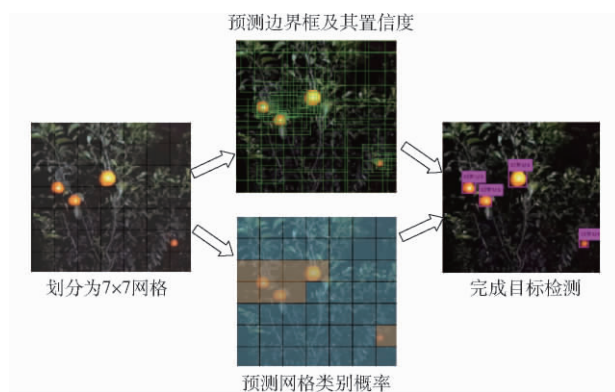 预测边界框及其置信度
划分为7×7网格
完成目标检测
预测网格类别概率